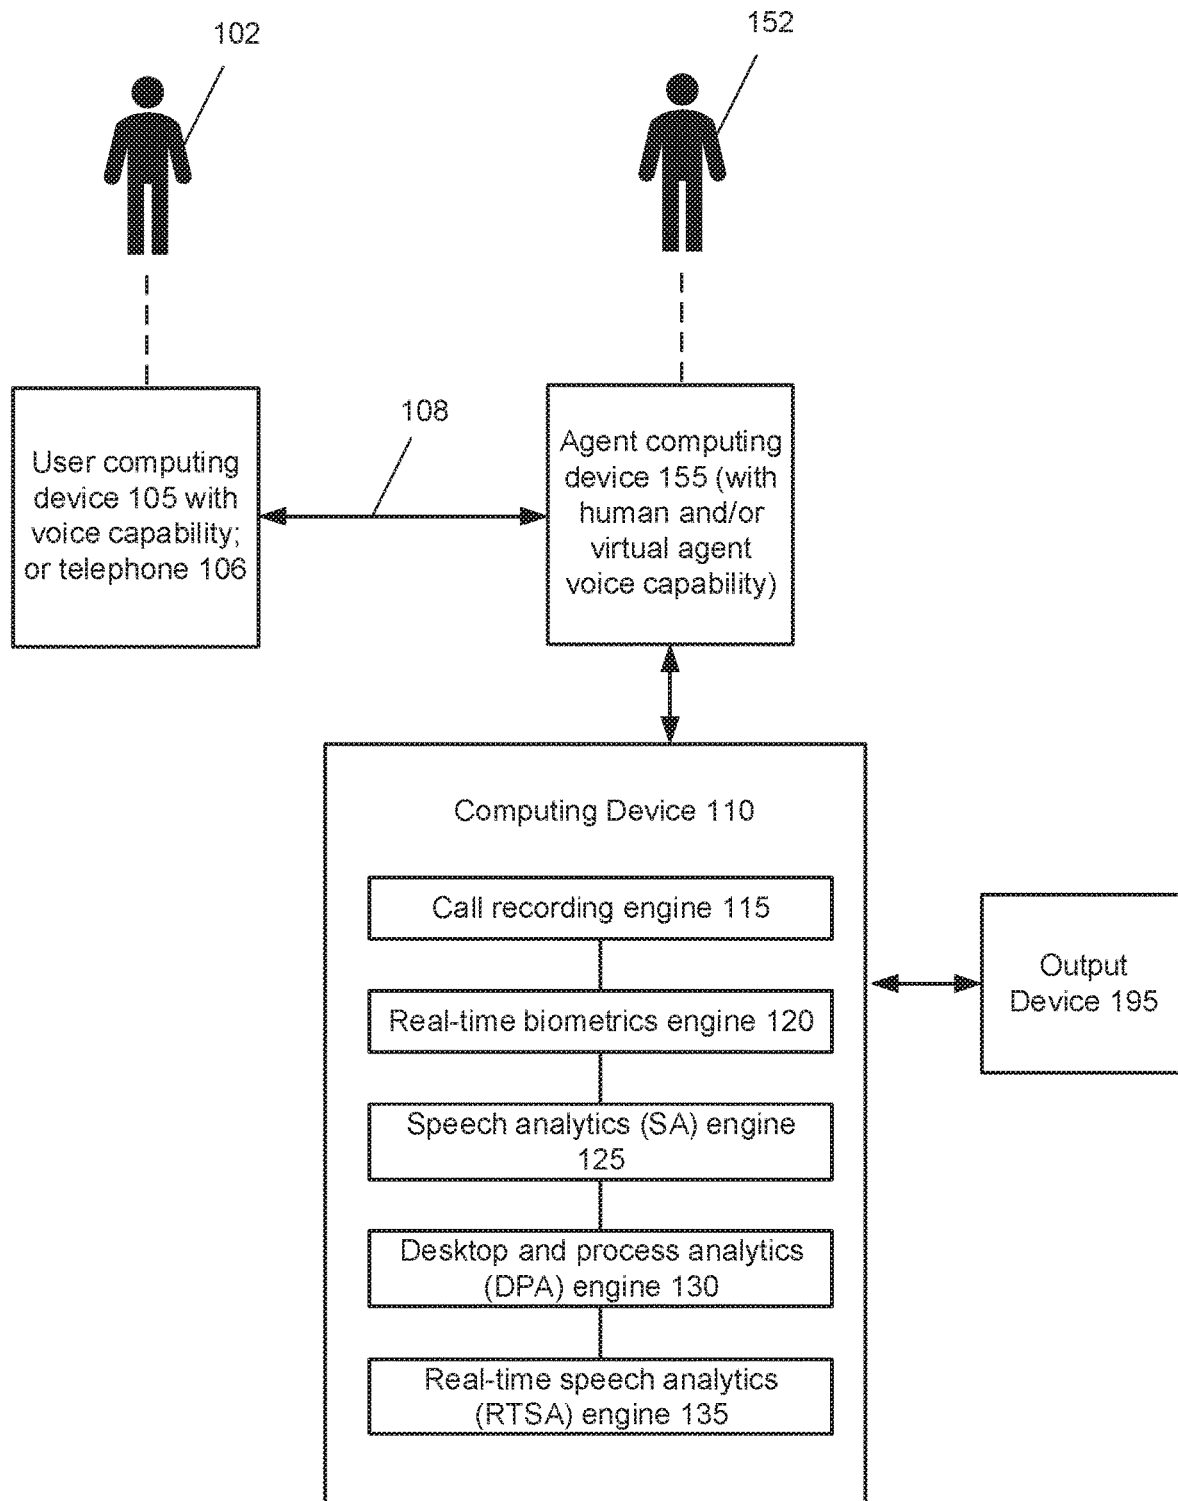 102
152
108
User computing
device 105 with
voice capability;
or telephone 106
Agent computing
device 155 (with
human and/or
virtual agent
voice capability)
Computing Device 110
Call recording engine 115
Real-time biometrics engine 120
Speech analytics (SA) engine
125
Desktop and process analytics
(DPA) engine 130
Real-time speech analytics
(RTSA) engine 135
Output
Device 195